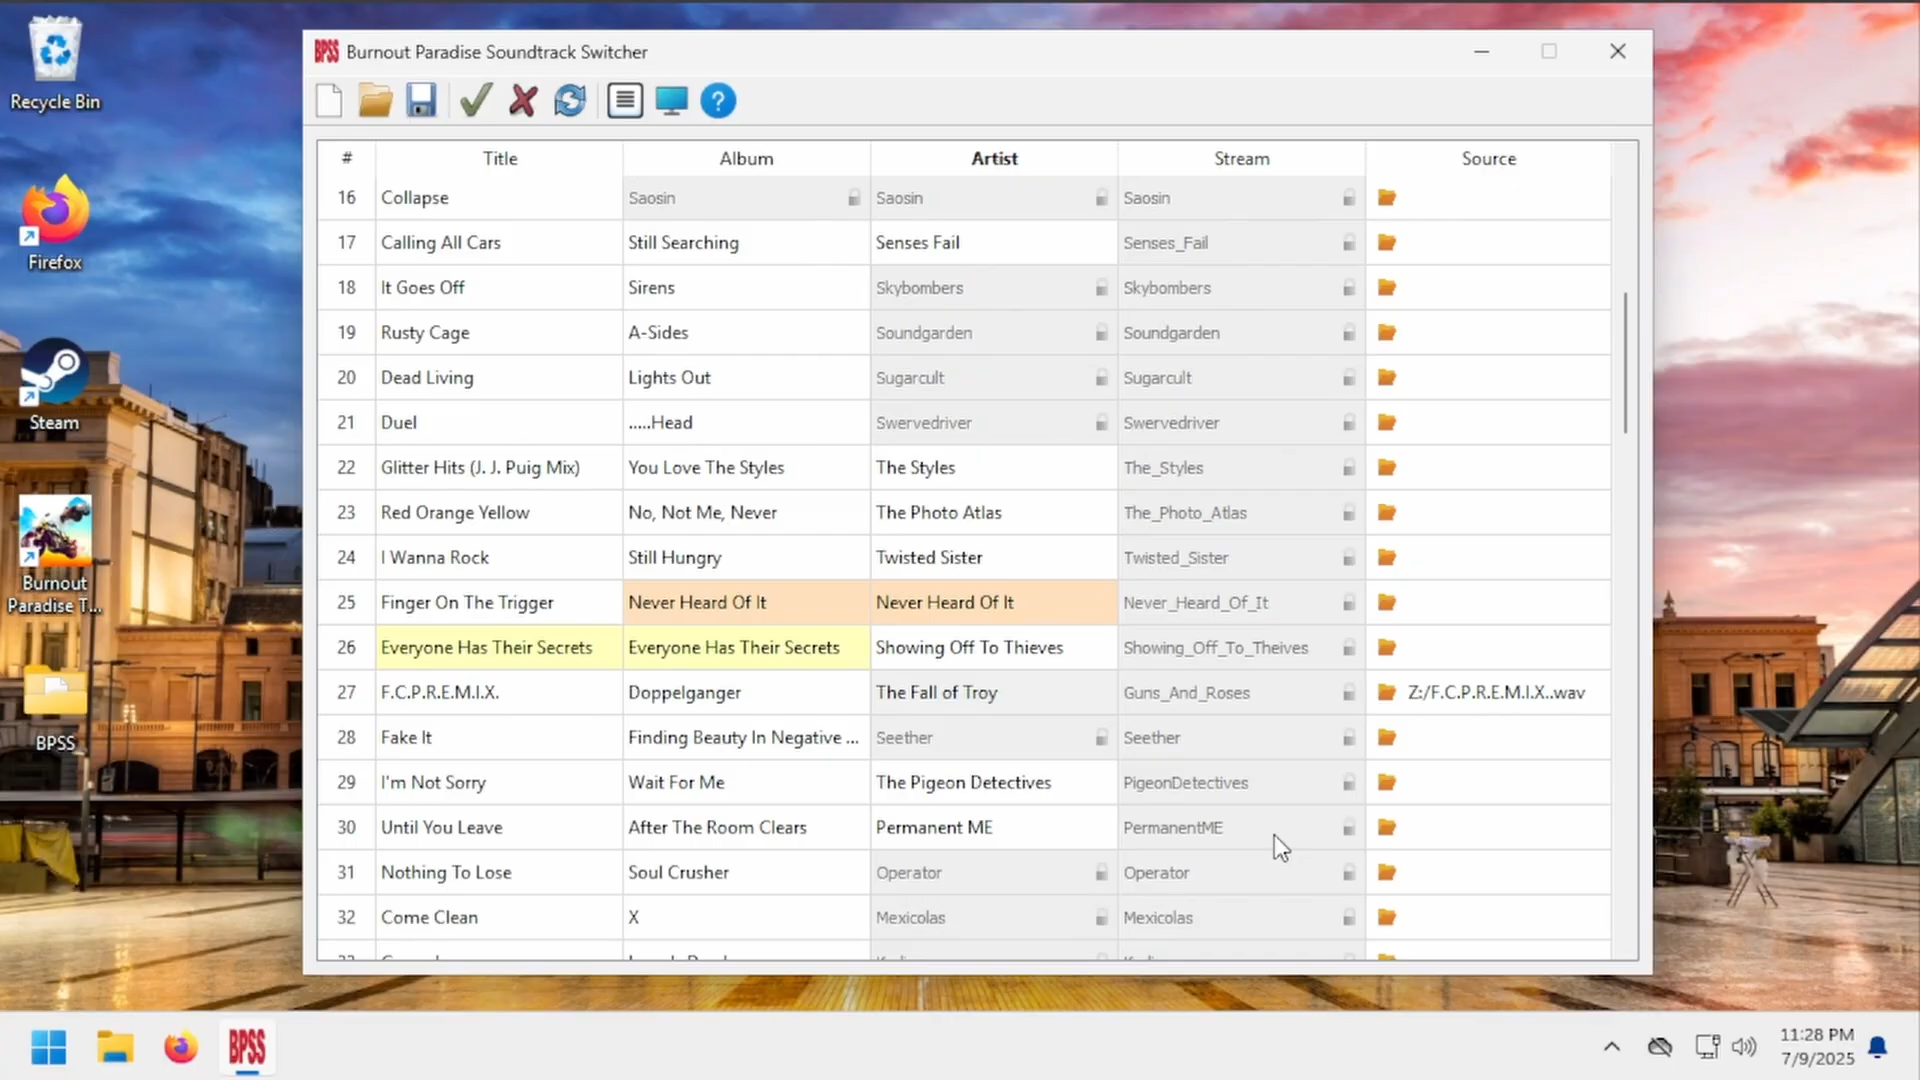 Recycle Bin
Firefox
Steam
Burnout
Paradise T...
BPSS
BPSS Burnout Paradise Soundtrack Switcher
# Title Album Artist Stream Source
16 Collapse Saosin Saosin Saosin
17 Calling All Cars Still Searching Senses Fail Senses_Fail
18 It Goes Off Sirens Skybombers Skybombers
19 Rusty Cage A-Sides Soundgarden Soundgarden
20 Dead Living Lights Out Sugarcult Sugarcult
21 Duel .....Head Swervedriver Swervedriver
22 Glitter Hits (J. J. Puig Mix) You Love The Styles The Styles The_Styles
23 Red Orange Yellow No, Not Me, Never The Photo Atlas The_Photo_Atlas
24 I Wanna Rock Still Hungry Twisted Sister Twisted_Sister
25 Finger On The Trigger Never Heard Of It Never Heard Of It Never_Heard_Of_It
26 Everyone Has Their Secrets Everyone Has Their Secrets Showing Off To Thieves Showing_Off_To_Theives
27 F.C.P.R.E.M.I.X. Doppelganger The Fall of Troy Guns_And_Roses Z:/F.C.P.R.E.M.I.X..wav
28 Fake It Finding Beauty In Negative ... Seether Seether
29 I'm Not Sorry Wait For Me The Pigeon Detectives PigeonDetectives
30 Until You Leave After The Room Clears Permanent ME PermanentME
31 Nothing To Lose Soul Crusher Operator Operator
32 Come Clean X Mexicolas Mexicolas
BPSS
11:28 PM
7/9/2025